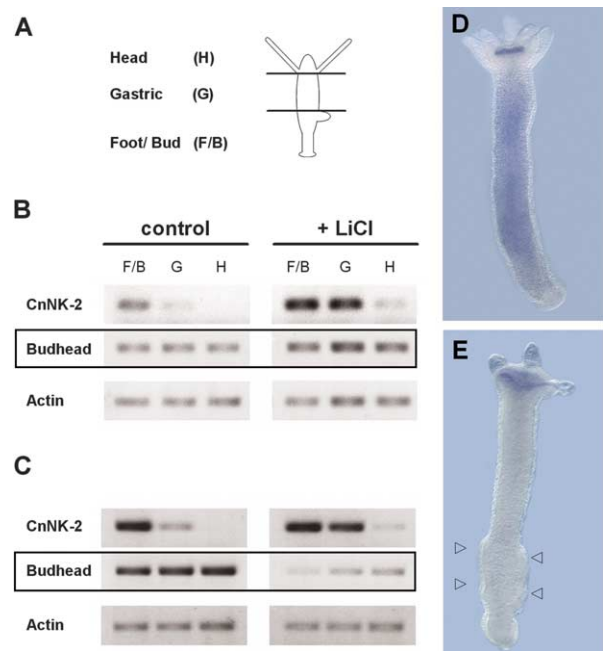 A
Head (H)
Gastric (G)
Foot/ Bud (F/B)
B
control + LiCl
F/B G H F/B G H
CnNK-2
Budhead
Actin
C
CnNK-2
Budhead
Actin
D
E